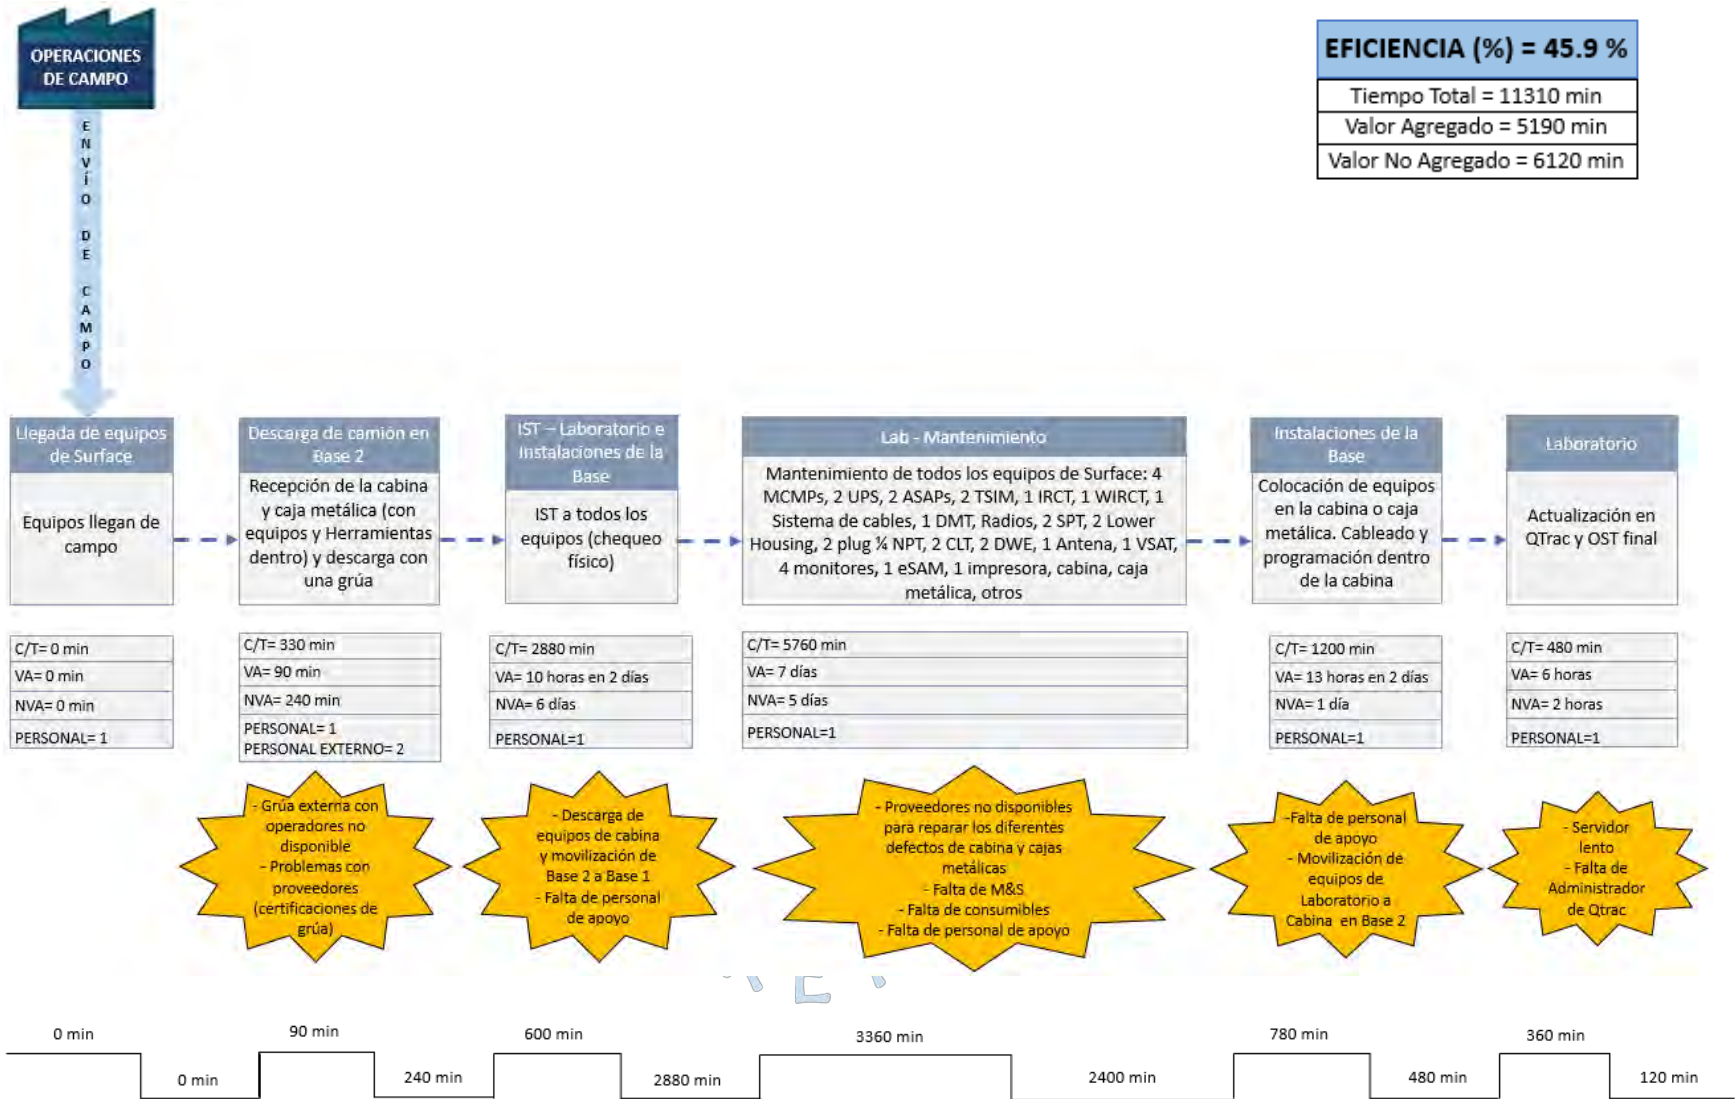 OPERACIONES
DE CAMPO
ENVÍO DE CAMPO
EFICIENCIA (%) = 45.9 %
Tiempo Total = 11310 min
Valor Agregado = 5190 min
Valor No Agregado = 6120 min
Llegada de equipos
de Surface
Equipos llegan de
campo
C/T= 0 min
VA= 0 min
NVA= 0 min
PERSONAL= 1
Descarga de camión en
Base 2
Recepción de la cabina
y caja metálica (con
equipos y Herramientas
dentro) y descarga con
una grúa
C/T= 330 min
VA= 90 min
NVA= 240 min
PERSONAL= 1
PERSONAL EXTERNO= 2
- Grúa externa con
operadores no
disponible
- Problemas con
proveedores
(certificaciones de
grúa)
IST – Laboratorio e
Instalaciones de la
Base
IST a todos los
equipos (chequeo
físico)
C/T= 2880 min
VA= 10 horas en 2 días
NVA= 6 días
PERSONAL=1
- Descarga de
equipos de cabina
y movilización de
Base 2 a Base 1
- Falta de personal
de apoyo
Lab - Mantenimiento
Mantenimiento de todos los equipos de Surface: 4
MCMPs, 2 UPS, 2 ASAPs, 2 TSIM, 1 IRCT, 1 WIRCT, 1
Sistema de cables, 1 DMT, Radios, 2 SPT, 2 Lower
Housing, 2 plug ¼ NPT, 2 CLT, 2 DWE, 1 Antena, 1 VSAT,
4 monitores, 1 eSAM, 1 impresora, cabina, caja
metálica, otros
C/T= 5760 min
VA= 7 días
NVA= 5 días
PERSONAL=1
- Proveedores no disponibles
para reparar los diferentes
defectos de cabina y cajas
metálicas
- Falta de M&S
- Falta de consumibles
- Falta de personal de apoyo
Instalaciones de la
Base
Colocación de equipos
en la cabina o caja
metálica. Cableado y
programación dentro
de la cabina
C/T= 1200 min
VA= 13 horas en 2 días
NVA= 1 día
PERSONAL=1
-Falta de personal
de apoyo
- Movilización de
equipos de
Laboratorio a
Cabina en Base 2
Laboratorio
Actualización en
QTrac y OST final
C/T= 480 min
VA= 6 horas
NVA= 2 horas
PERSONAL=1
- Servidor
lento
- Falta de
Administrador
de Qtrac
0 min
0 min
90 min
240 min
600 min
2880 min
3360 min
2400 min
780 min
480 min
360 min
120 min